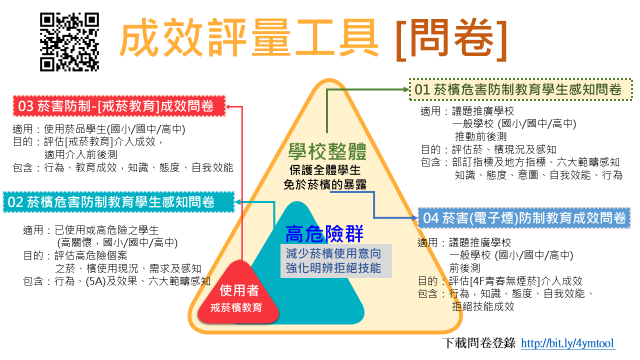 成效評量工具 [問卷]
03 菸害防制-[戒菸教育]成效問卷
適用：使用菸品學生(國小/國中/高中)
目的：評估[戒菸教育]介入成效，
適用介入前後測
包含：行為、教育成效，知識、態度、自我效能
02 菸檳危害防制教育學生感知問卷
適用：已使用或高危險之學生
(高關懷，國小/國中/高中)
目的：評估高危險個案
之菸、檳使用現況、需求及感知
包含：行為、(5A)及效果、六大範疇感知
學校整體
保護全體學生
免於菸檳的暴露
高危險群
減少菸檳使用意向
強化明辨拒絕技能
使用者
戒菸檳教育
01 菸檳危害防制教育學生感知問卷
適用：議題推廣學校
一般學校 (國小/國中/高中)
推動前後測
目的：評估菸、檳現況及感知
包含：部訂指標及地方指標、六大範疇感知
知識、態度、意圖、自我效能、行為
04 菸害(電子煙)防制教育成效問卷
適用：議題推廣學校
一般學校 (國小/國中/高中)
前後測
目的：評估[4F青春無煙菸]介入成效
包含：行為，知識、態度、自我效能、
拒絕技能成效
下載問卷登錄 http://bit.ly/4ymtool